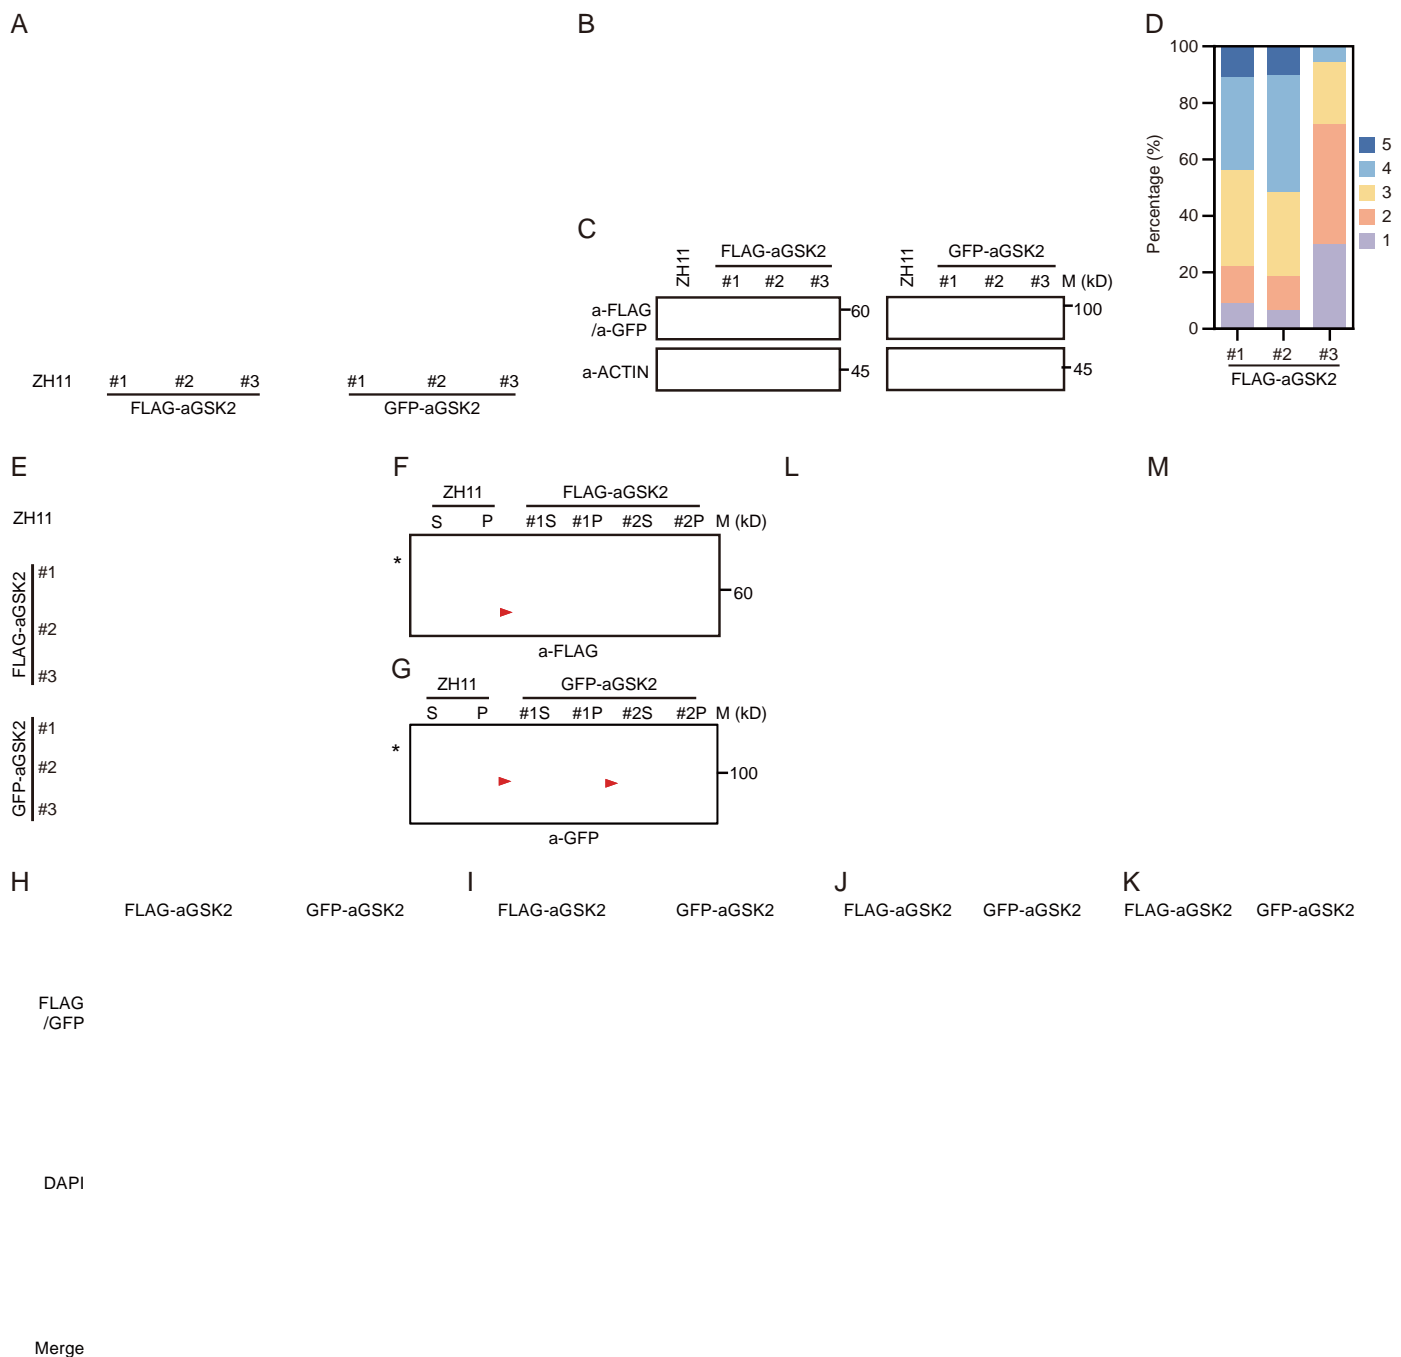 A
B
D
100
80
60
40
20
0
Percentage (%)
5
4
3
2
1
#1 #2 #3
FLAG-aGSK2
C
ZH11
FLAG-aGSK2
#1 #2 #3
ZH11
GFP-aGSK2
#1 #2 #3 M (kD)
a-FLAG
/a-GFP
60
100
a-ACTIN
45
45
ZH11 #1 #2 #3 #1 #2 #3
FLAG-aGSK2 GFP-aGSK2
E
ZH11
FLAG-aGSK2
#1
#2
#3
GFP-aGSK2
#1
#2
#3
F
ZH11 FLAG-aGSK2
S P #1S #1P #2S #2P M (kD)
*
60
a-FLAG
G
ZH11 GFP-aGSK2
S P #1S #1P #2S #2P M (kD)
*
100
a-GFP
L
M
H
FLAG-aGSK2 GFP-aGSK2
I
FLAG-aGSK2 GFP-aGSK2
J
FLAG-aGSK2 GFP-aGSK2
K
FLAG-aGSK2 GFP-aGSK2
FLAG
/GFP
DAPI
Merge